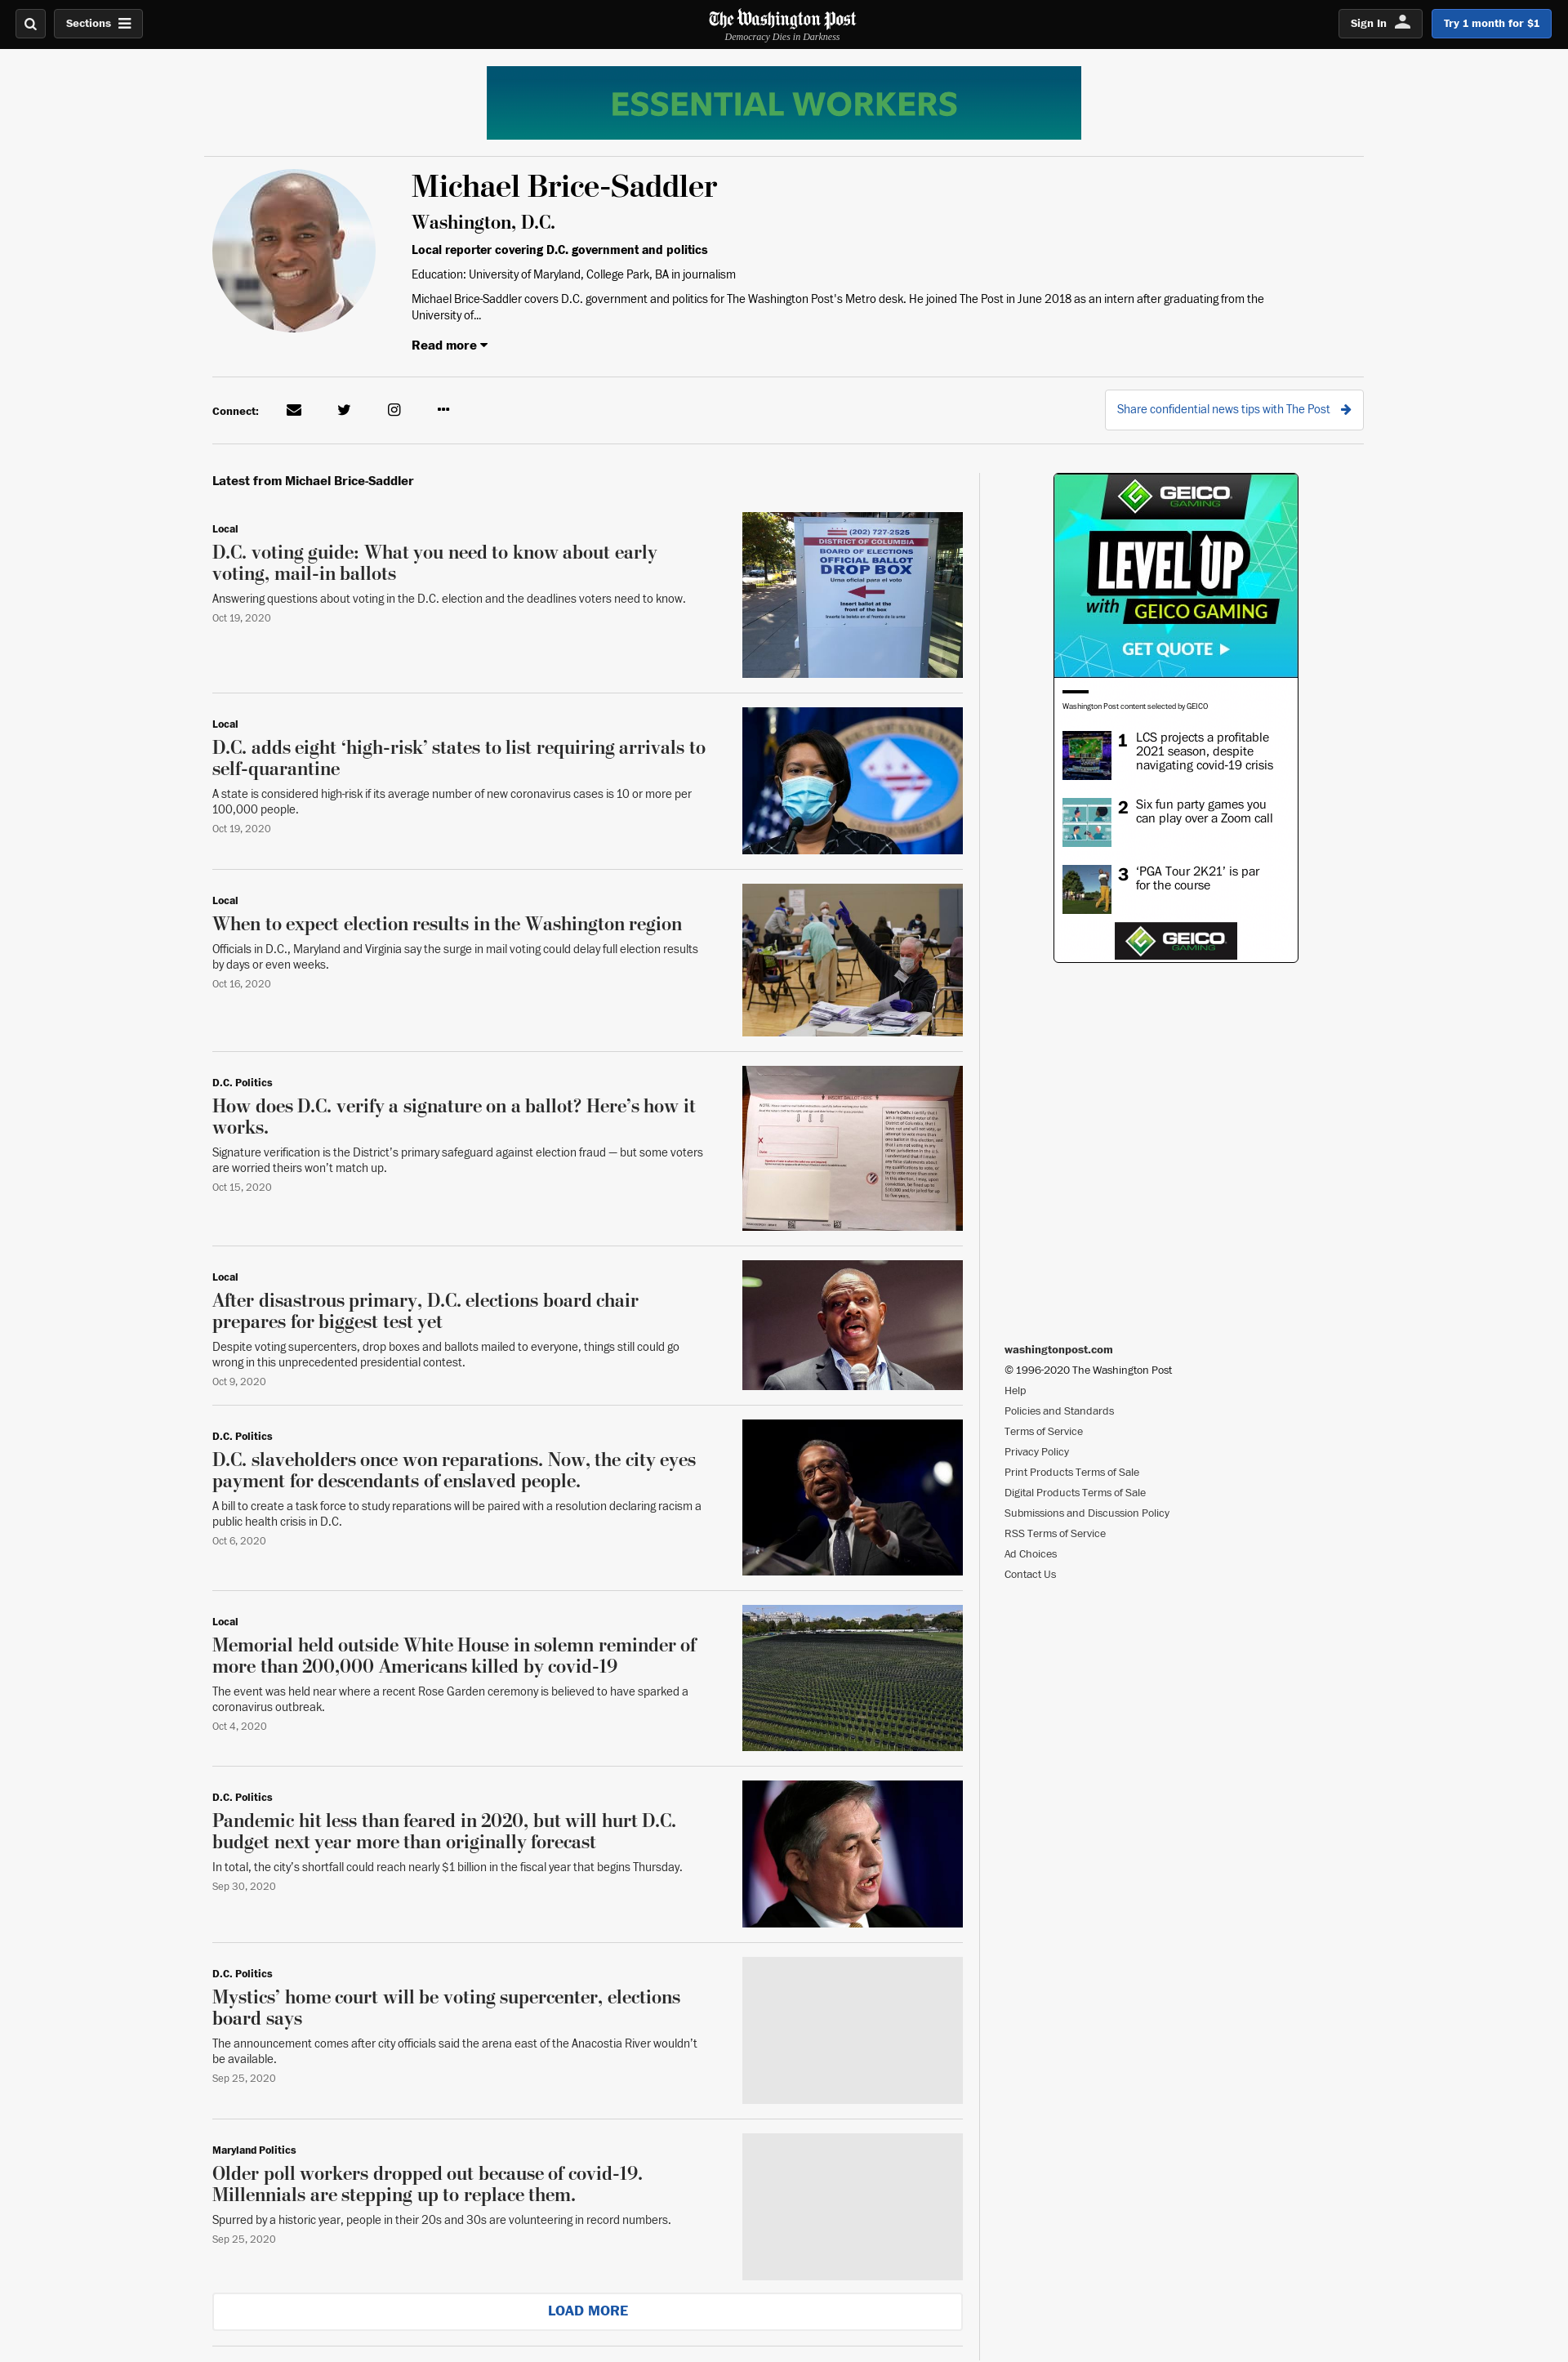 Sections
The Washington Post
Democracy Dies in Darkness
Sign In
Try 1 month for $1
ESSENTIAL WORKERS
Michael Brice-Saddler
Washington, D.C.
Local reporter covering D.C. government and politics
Education: University of Maryland, College Park, BA in journalism
Michael Brice-Saddler covers D.C. government and politics for The Washington Post's Metro desk. He joined The Post in June 2018 as an intern after graduating from the
University of...
Read more
Connect:
Share confidential news tips with The Post
Latest from Michael Brice-Saddler
Local
D.C. voting guide: What you need to know about early
voting, mail-in ballots
Answering questions about voting in the D.C. election and the deadlines voters need to know.
Oct 19, 2020
(202) 727-2525
DISTRICT OF COLUMBIA
BOARD OF ELECTIONS
OFFICIAL BALLOT
DROP BOX
Urna oficial para el voto
Insert ballot at the
front of the box
Local
D.C. adds eight ‘high-risk’ states to list requiring arrivals to
self-quarantine
A state is considered high-risk if its average number of new coronavirus cases is 10 or more per
100,000 people.
Oct 19, 2020
Local
When to expect election results in the Washington region
Officials in D.C., Maryland and Virginia say the surge in mail voting could delay full election results
by days or even weeks.
Oct 16, 2020
D.C. Politics
How does D.C. verify a signature on a ballot? Here’s how it
works.
Signature verification is the District’s primary safeguard against election fraud — but some voters
are worried theirs won’t match up.
Oct 15, 2020
Local
After disastrous primary, D.C. elections board chair
prepares for biggest test yet
Despite voting supercenters, drop boxes and ballots mailed to everyone, things still could go
wrong in this unprecedented presidential contest.
Oct 9, 2020
D.C. Politics
D.C. slaveholders once won reparations. Now, the city eyes
payment for descendants of enslaved people.
A bill to create a task force to study reparations will be paired with a resolution declaring racism a
public health crisis in D.C.
Oct 6, 2020
Local
Memorial held outside White House in solemn reminder of
more than 200,000 Americans killed by covid-19
The event was held near where a recent Rose Garden ceremony is believed to have sparked a
coronavirus outbreak.
Oct 4, 2020
D.C. Politics
Pandemic hit less than feared in 2020, but will hurt D.C.
budget next year more than originally forecast
In total, the city’s shortfall could reach nearly $1 billion in the fiscal year that begins Thursday.
Sep 30, 2020
D.C. Politics
Mystics’ home court will be voting supercenter, elections
board says
The announcement comes after city officials said the arena east of the Anacostia River wouldn’t
be available.
Sep 25, 2020
Maryland Politics
Older poll workers dropped out because of covid-19.
Millennials are stepping up to replace them.
Spurred by a historic year, people in their 20s and 30s are volunteering in record numbers.
Sep 25, 2020
LOAD MORE
GEICO
GAMING
LEVEL UP
with GEICO GAMING
GET QUOTE
Washington Post content selected by GEICO
1 LCS projects a profitable
2021 season, despite
navigating covid-19 crisis
2 Six fun party games you
can play over a Zoom call
3 ‘PGA Tour 2K21’ is par
for the course
GEICO
GAMING
washingtonpost.com
© 1996-2020 The Washington Post
Help
Policies and Standards
Terms of Service
Privacy Policy
Print Products Terms of Sale
Digital Products Terms of Sale
Submissions and Discussion Policy
RSS Terms of Service
Ad Choices
Contact Us